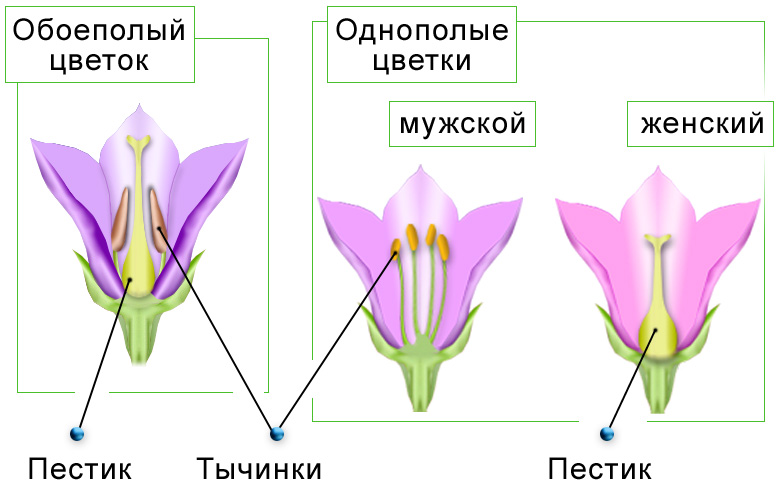 Обоеполый
цветок
Однополые
цветки
мужской
женский
Пестик
Тычинки
Пестик